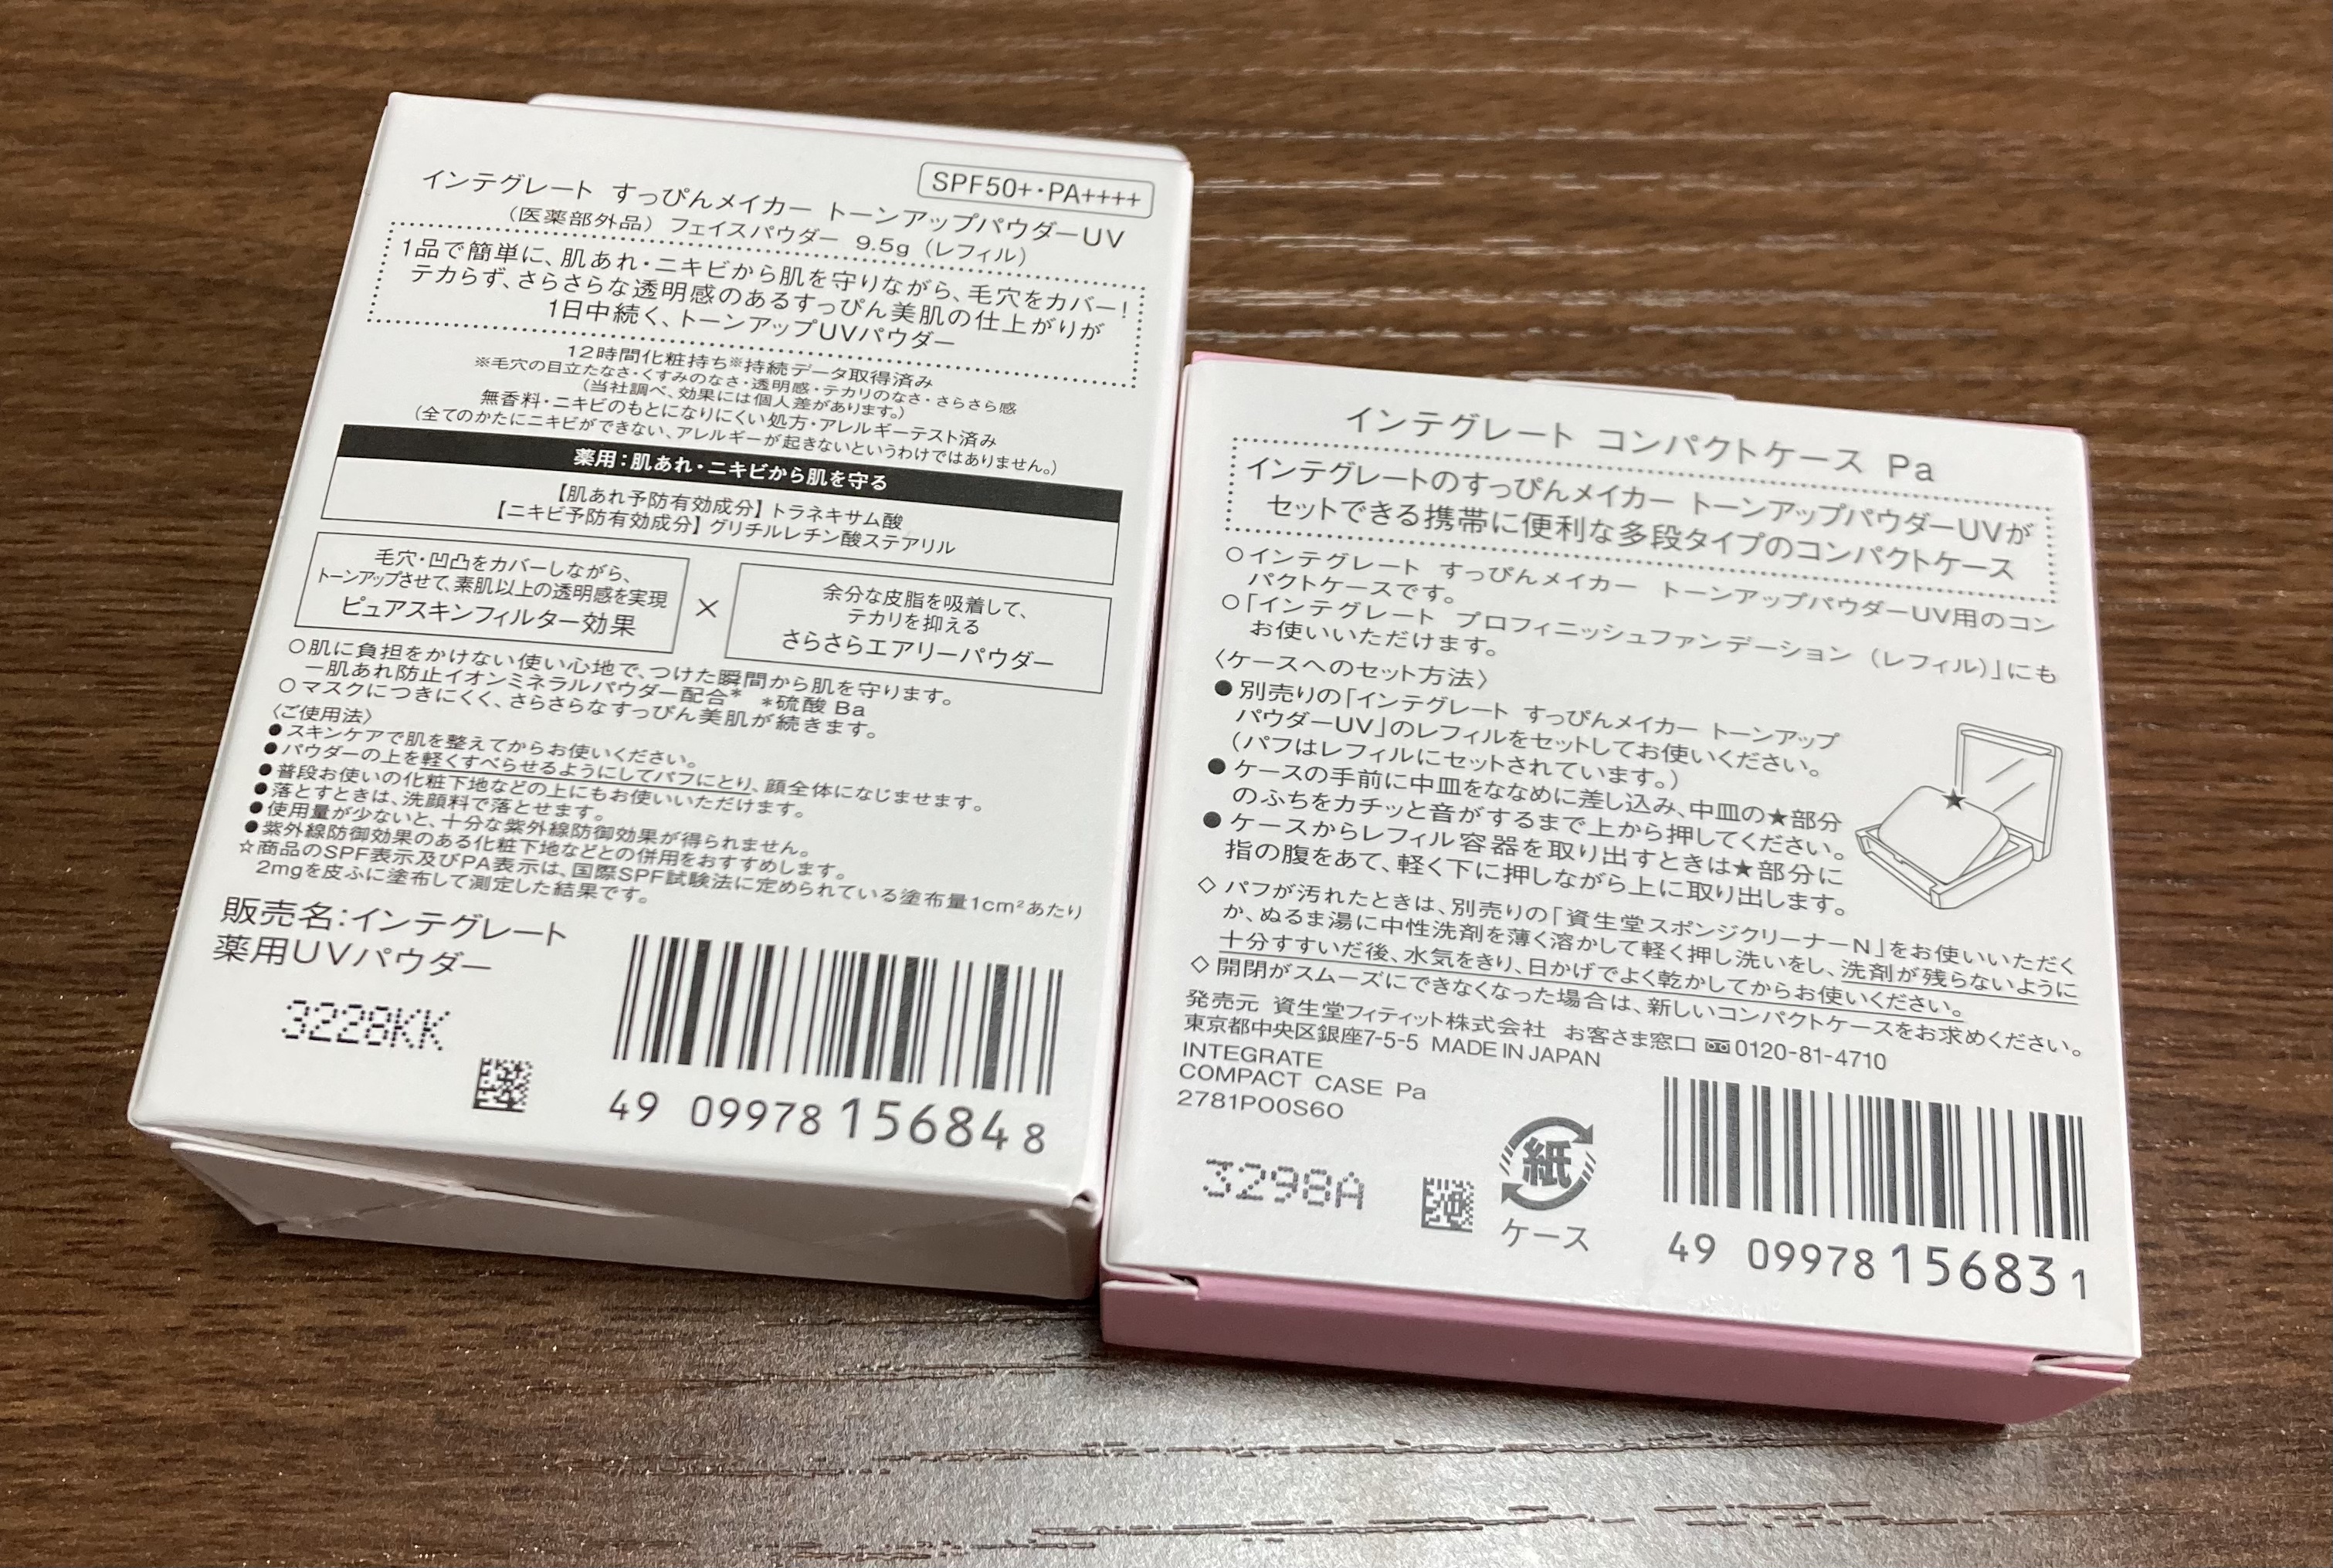 SPF50+・PA++++
インテグレート すっぴんメイカー トーンアップパウダーUV
（医薬部外品）フェイスパウダー 9.5g（レフィル）
1品で簡単に、肌あれ・ニキビから肌を守りながら、毛穴をカバー！
テカらず、さらさらな透明感のあるすっぴん美肌の仕上がりが
1日中続く、トーンアップUVパウダー
12時間化粧持ち※持続データ取得済み
※毛穴の目立たなさ・くすみのなさ・透明感・テカリのなさ・さらさら感
（当社調べ、効果には個人差があります。）
無香料・ニキビのもとになりにくい処方・アレルギーテスト済み
（全てのかたにニキビができない、アレルギーが起きないというわけではありません。）
薬用：肌あれ・ニキビから肌を守る
【肌あれ予防有効成分】トラネキサム酸
【ニキビ予防有効成分】グリチルレチン酸ステアリル
毛穴・凹凸をカバーしながら、
トーンアップさせて、素肌以上の透明感を実現
ピュアスキンフィルター効果
×
余分な皮脂を吸着して、
テカリを抑える
さらさらエアリーパウダー
○肌に負担をかけない使い心地で、つけた瞬間から肌を守ります。
－肌あれ防止イオンミネラルパウダー配合* *硫酸 Ba
○マスクにつきにくく、さらさらなすっぴん美肌が続きます。
〈ご使用法〉
●スキンケアで肌を整えてからお使いください。
●パウダーの上を軽くすべらせるようにしてパフにとり、顔全体になじませます。
●普段お使いの化粧下地などの上にもお使いいただけます。
●落とすときは、洗顔料で落とせます。
●使用量が少ないと、十分な紫外線防御効果が得られません。
●紫外線防御効果のある化粧下地などとの併用をおすすめします。
☆商品のSPF表示及びPA表示は、国際SPF試験法に定められている塗布量1cm²あたり
2mgを皮ふに塗布して測定した結果です。
販売名：インテグレート
薬用UVパウダー
3228KK
49 09978 156848
インテグレート コンパクトケース Pa
インテグレートのすっぴんメイカー トーンアップパウダーUVが
セットできる携帯に便利な多段タイプのコンパクトケース
○インテグレート すっぴんメイカー トーンアップパウダーUV用のコン
パクトケースです。
○「インテグレート プロフィニッシュファンデーション（レフィル）」にも
お使いいただけます。
〈ケースへのセット方法〉
●別売りの「インテグレート すっぴんメイカー トーンアップ
パウダーUV」のレフィルをセットしてお使いください。
（パフはレフィルにセットされています。）
●ケースの手前に中皿をななめに差し込み、中皿の★部分
のふちをカチッと音がするまで上から押してください。
●ケースからレフィル容器を取り出すときは★部分に
指の腹をあて、軽く下に押しながら上に取り出します。
★
◇パフが汚れたときは、別売りの「資生堂スポンジクリーナーN」をお使いいただく
か、ぬるま湯に中性洗剤を薄く溶かして軽く押し洗いをし、洗剤が残らないように
十分すすいだ後、水気をきり、日かげでよく乾かしてからお使いください。
◇開閉がスムーズにできなくなった場合は、新しいコンパクトケースをお求めください。
発売元 資生堂フィティット株式会社 お客さま窓口 0120-81-4710
東京都中央区銀座7-5-5 MADE IN JAPAN
INTEGRATE
COMPACT CASE Pa
2781P00S60
3298A
紙
ケース
49 09978 156831